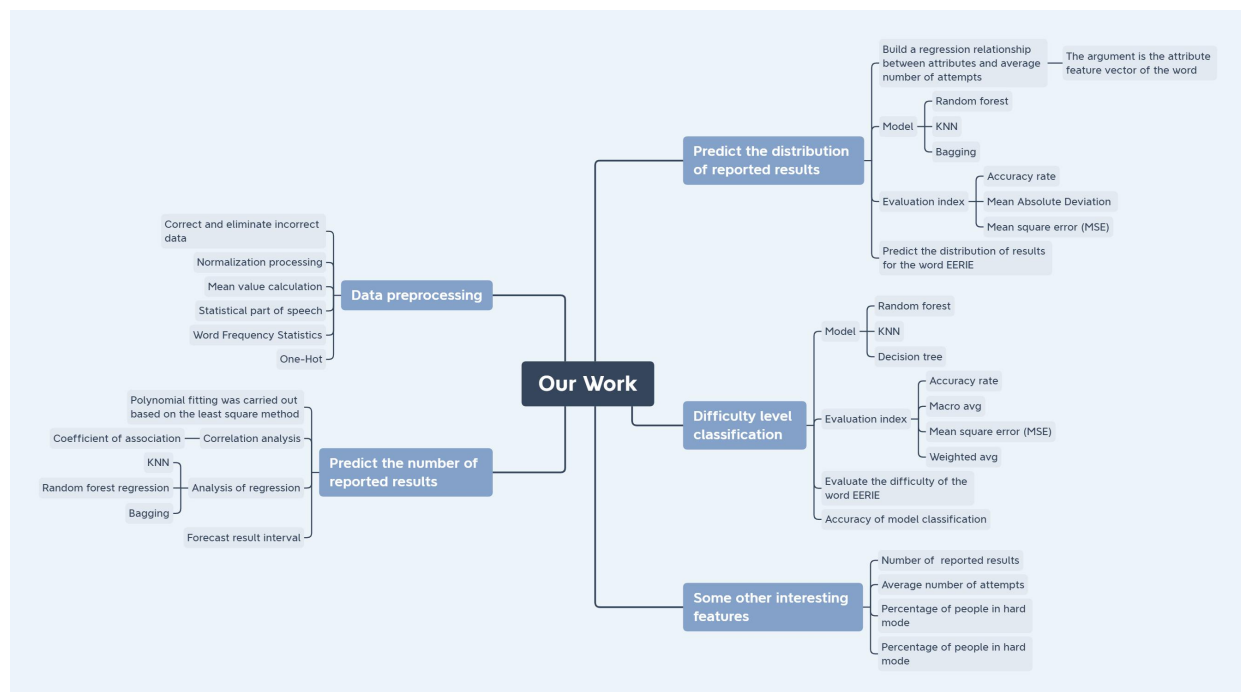 Our Work
Data preprocessing
Correct and eliminate incorrect
data
Normalization processing
Mean value calculation
Statistical part of speech
Word Frequency Statistics
One-Hot
Predict the number of
reported results
Polynomial fitting was carried out
based on the least square method
Correlation analysis
Coefficient of association
Analysis of regression
KNN
Random forest regression
Bagging
Forecast result interval
Predict the distribution
of reported results
Build a regression relationship
between attributes and average
number of attempts
The argument is the attribute
feature vector of the word
Model
Random forest
KNN
Bagging
Evaluation index
Accuracy rate
Mean Absolute Deviation
Mean square error (MSE)
Predict the distribution of results
for the word EERIE
Difficulty level
classification
Model
Random forest
KNN
Decision tree
Evaluation index
Accuracy rate
Macro avg
Mean square error (MSE)
Weighted avg
Evaluate the difficulty of the
word EERIE
Accuracy of model classification
Some other interesting
features
Number of  reported results
Average number of attempts
Percentage of people in hard
mode
Percentage of people in hard
mode